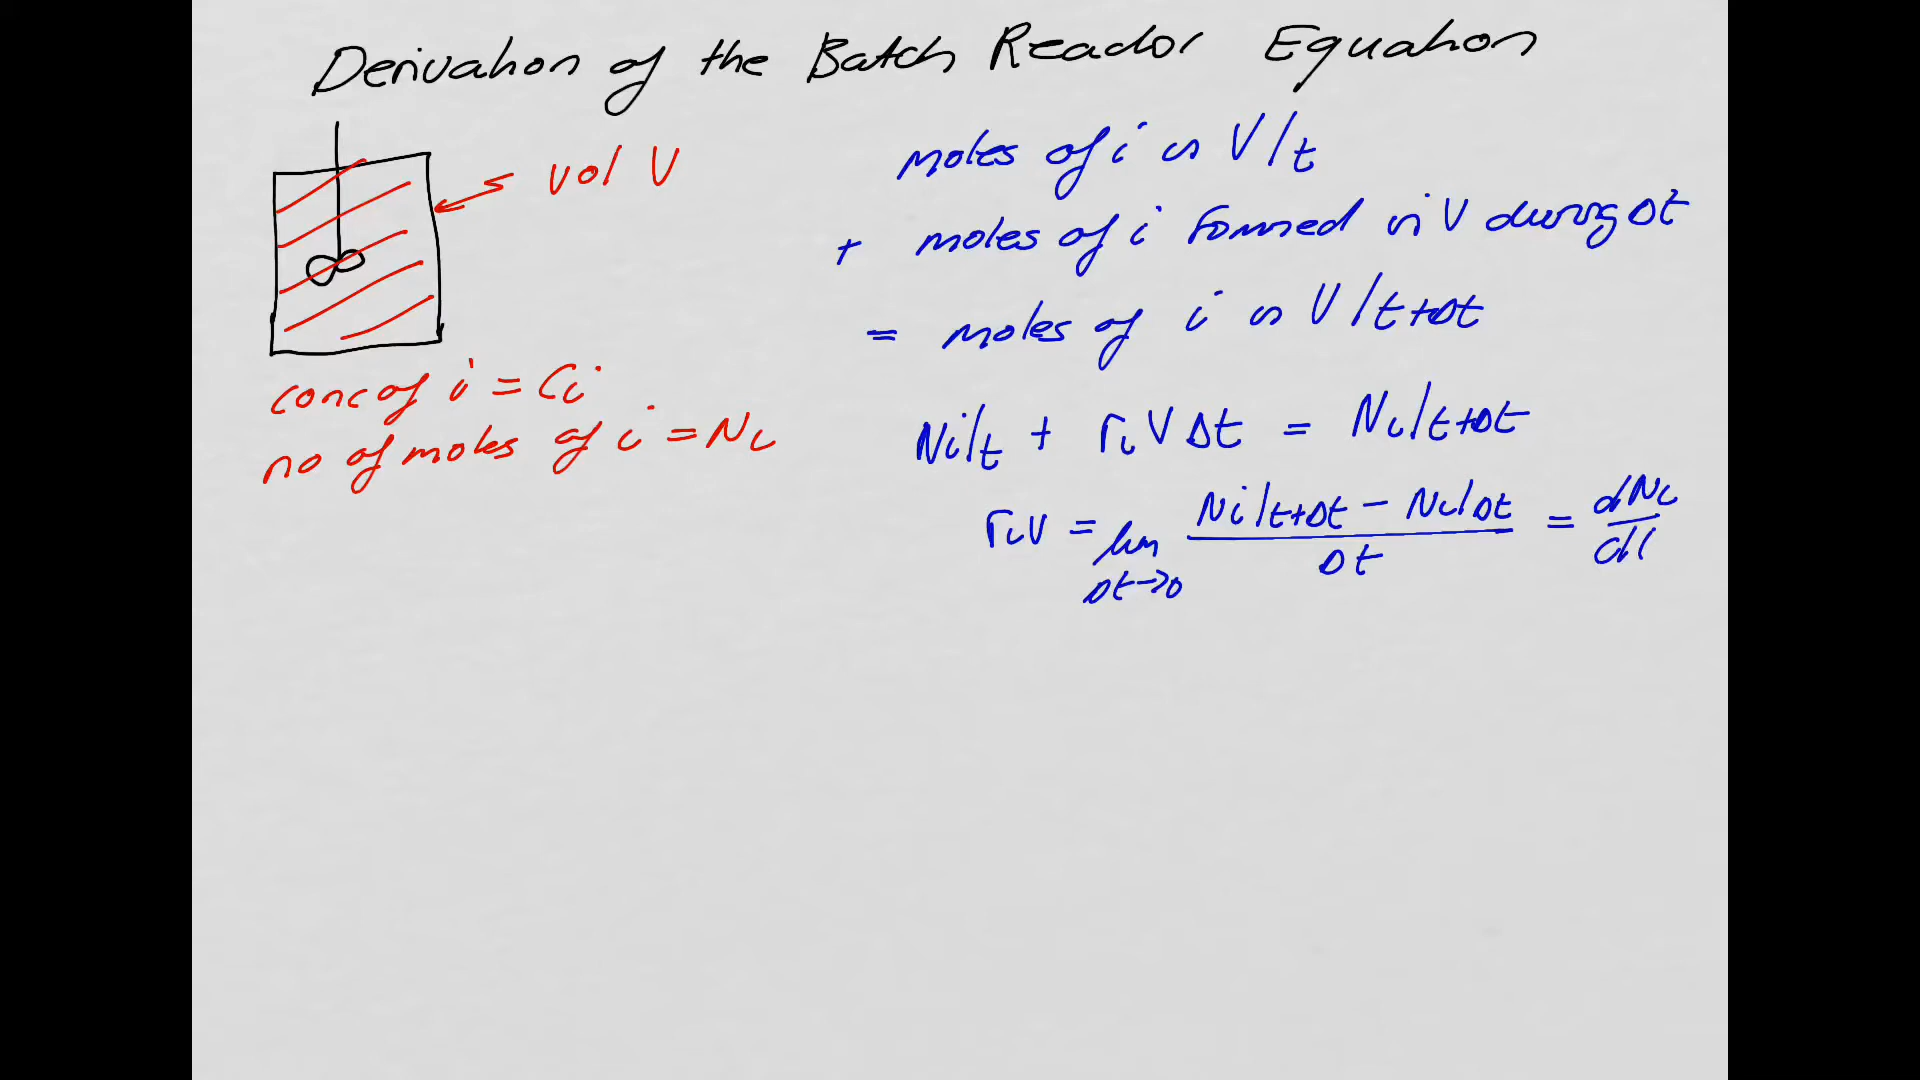 Derivation of the Batch Reactor Equation
vol V
conc of i = Ci
no of moles of i = Ni
moles of i in V/t
+ moles of i formed in V during Δt
= moles of i in V/t+Δt
Ni/t + ri V Δt = Ni/t+Δt
riV = lim Δt→0 Ni/t+Δt - Ni/Δt / Δt = dNi/dt